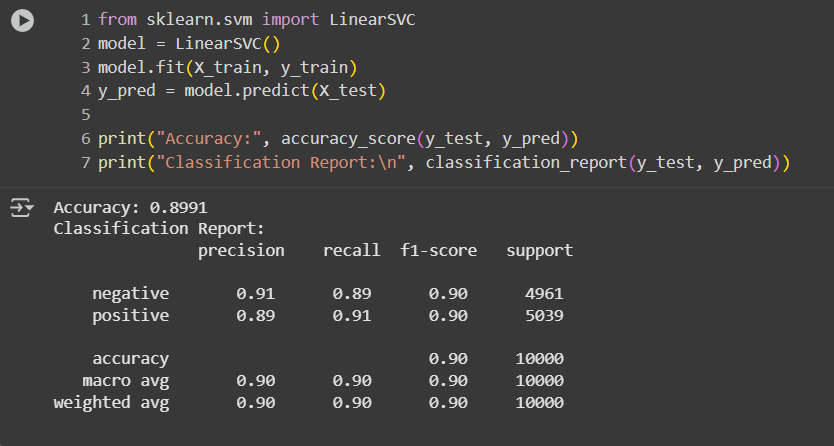 1 from sklearn.svm import LinearSVC
2 model = LinearSVC()
3 model.fit(X_train, y_train)
4 y_pred = model.predict(X_test)
5
6 print("Accuracy:", accuracy_score(y_test, y_pred))
7 print("Classification Report:\n", classification_report(y_test, y_pred))
Accuracy: 0.8991
Classification Report:
precision recall f1-score support
negative 0.91 0.89 0.90 4961
positive 0.89 0.91 0.90 5039
accuracy 0.90 10000
macro avg 0.90 0.90 0.90 10000
weighted avg 0.90 0.90 0.90 10000